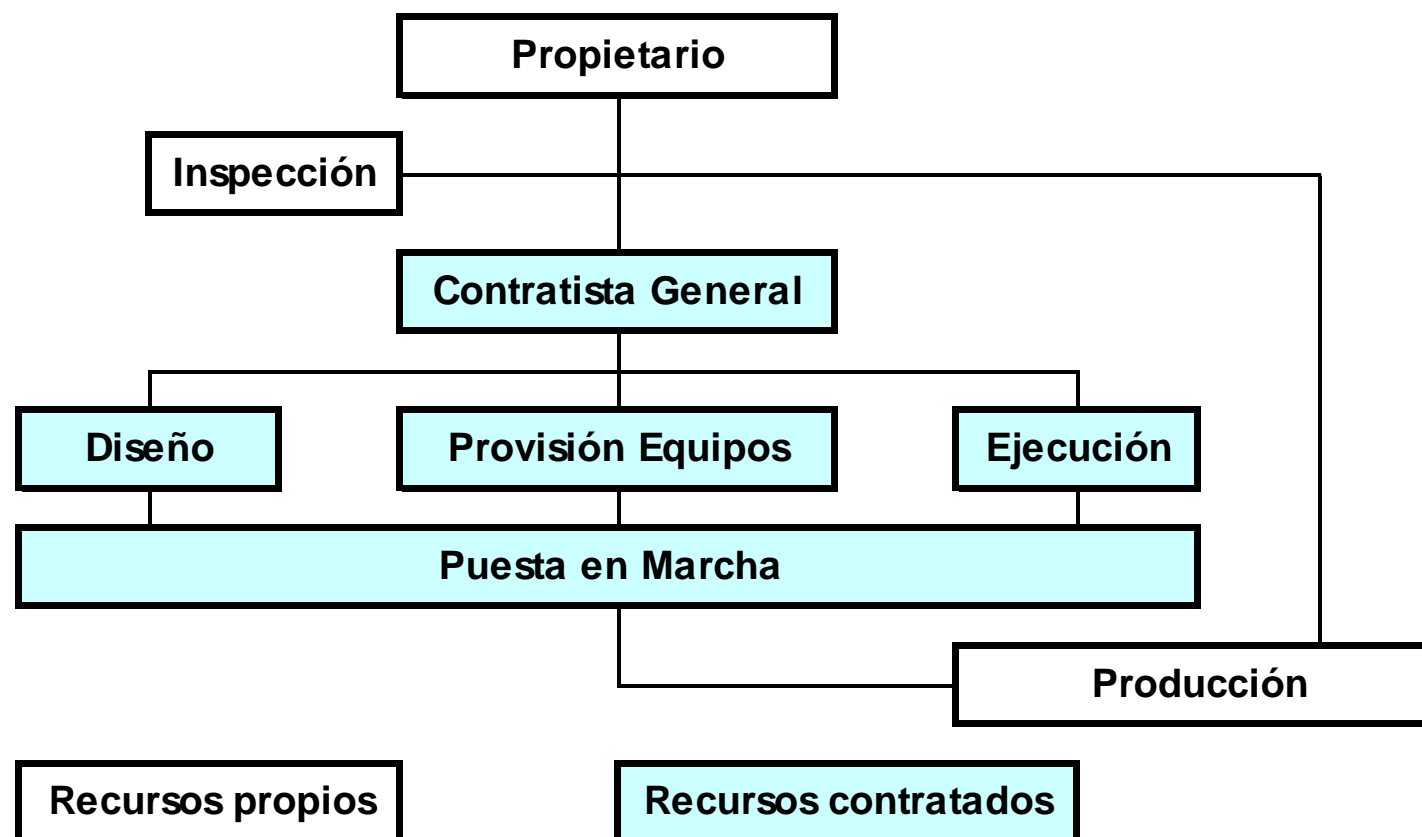 Propietario
Inspección
Contratista General
Diseño
Provisión Equipos
Ejecución
Puesta en Marcha
Producción
Recursos propios
Recursos contratados